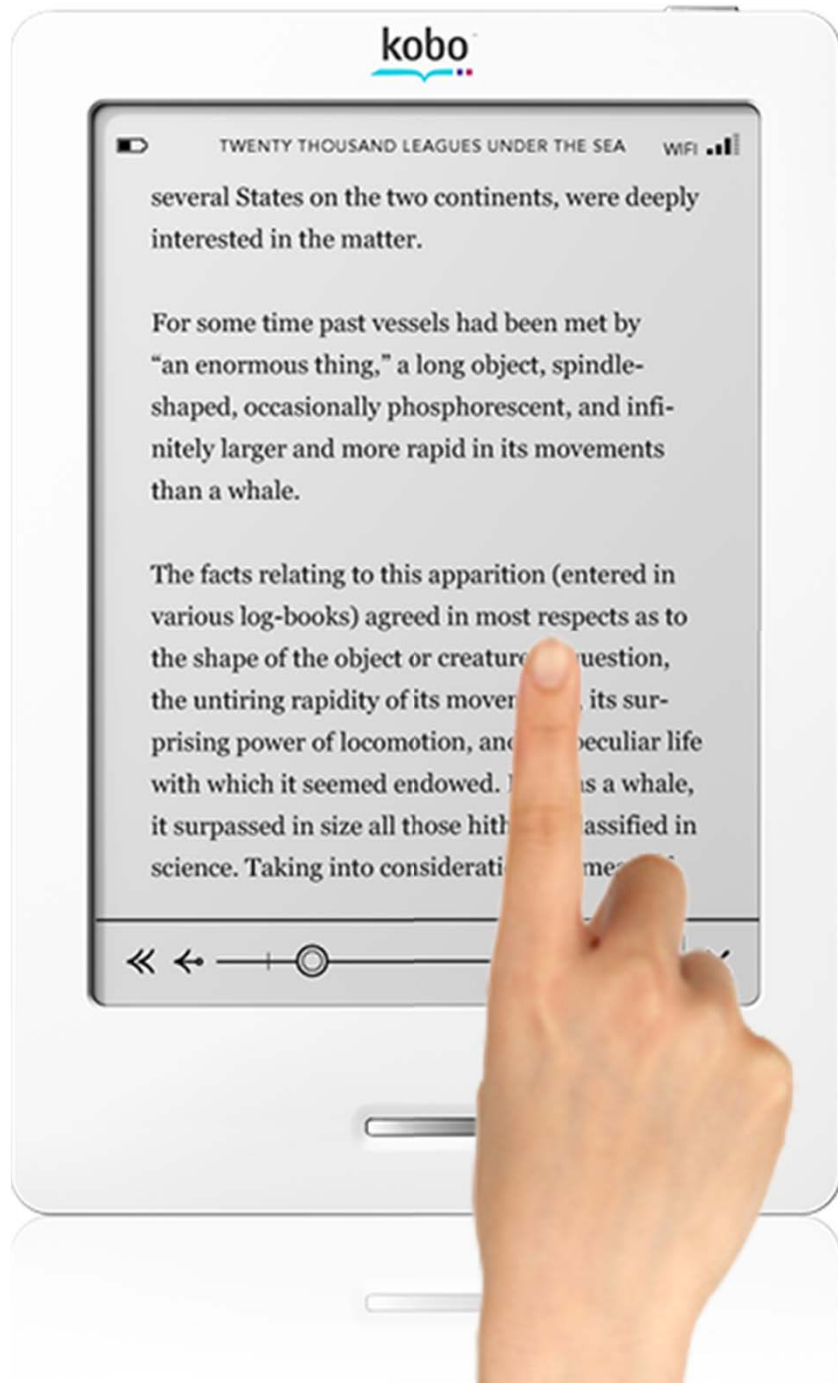 kobo
TWENTY THOUSAND LEAGUES UNDER THE SEA WIFI
several States on the two continents, were deeply
interested in the matter.
For some time past vessels had been met by
“an enormous thing,” a long object, spindle-
shaped, occasionally phosphorescent, and infi-
nitely larger and more rapid in its movements
than a whale.
The facts relating to this apparition (entered in
various log-books) agreed in most respects as to
the shape of the object or creature
the untiring rapidity of its its sur-
prising power of locomotion, peculiar life
with which it seemed endowed. a whale,
it surpassed in size all those in
science. Taking into